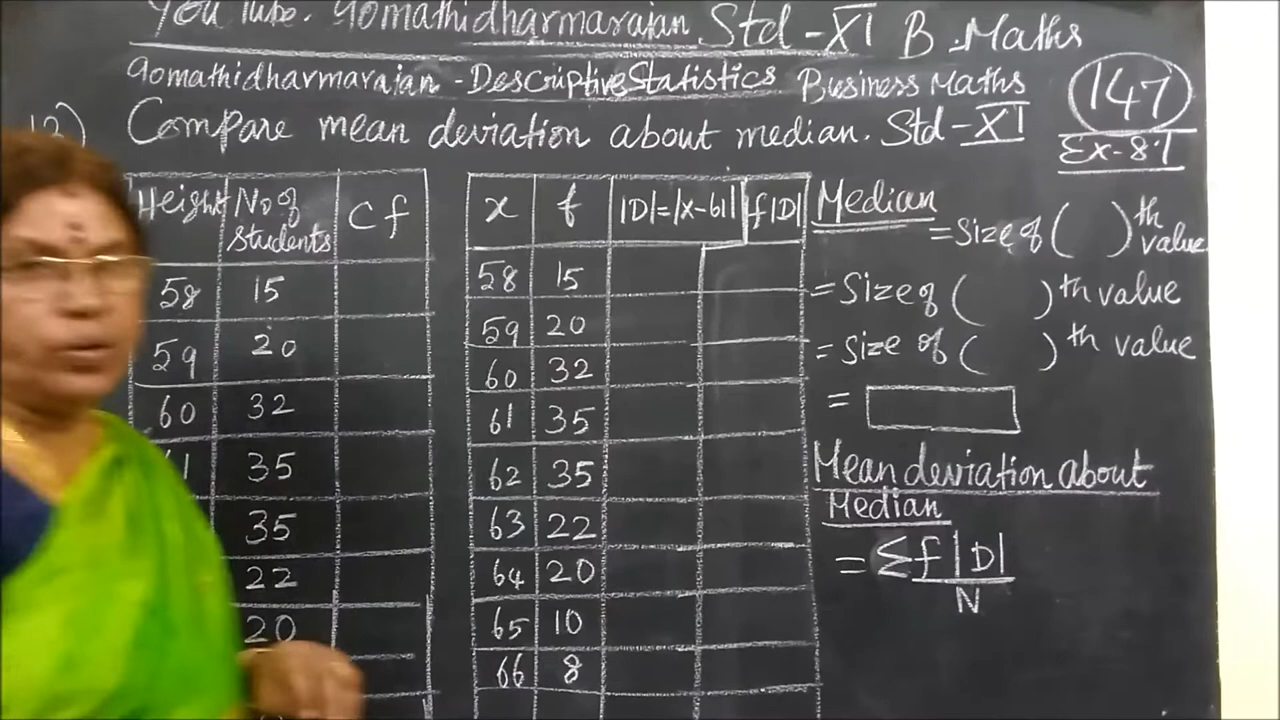 YouTube. gomathidharmarajan. Std-XI B.Maths
gomathidharmarajan - Descriptive Statistics Business Maths
147
Ex-8.1
Compare mean deviation about median. Std-XI
Height No of students Cf
58 15
59 20
60 32
35
35
22
20
x f |D|=|x-61| f|D|
58 15
59 20
60 32
61 35
62 35
63 22
64 20
65 10
66 8
Median
= Size of ( )th value
= Size of ( )th value
= Size of ( )th value
=
Mean deviation about
Median
= Σf|D|
N